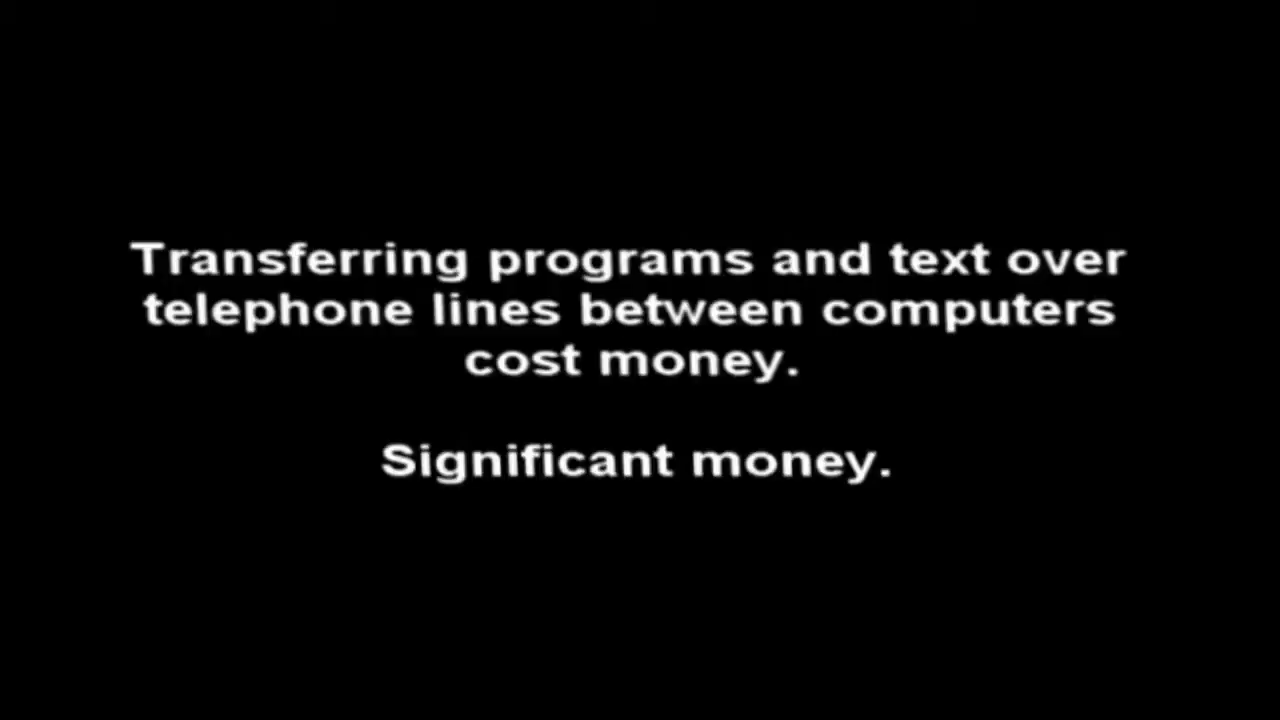 Transferring programs and text over
telephone lines between computers
cost money.
Significant money.